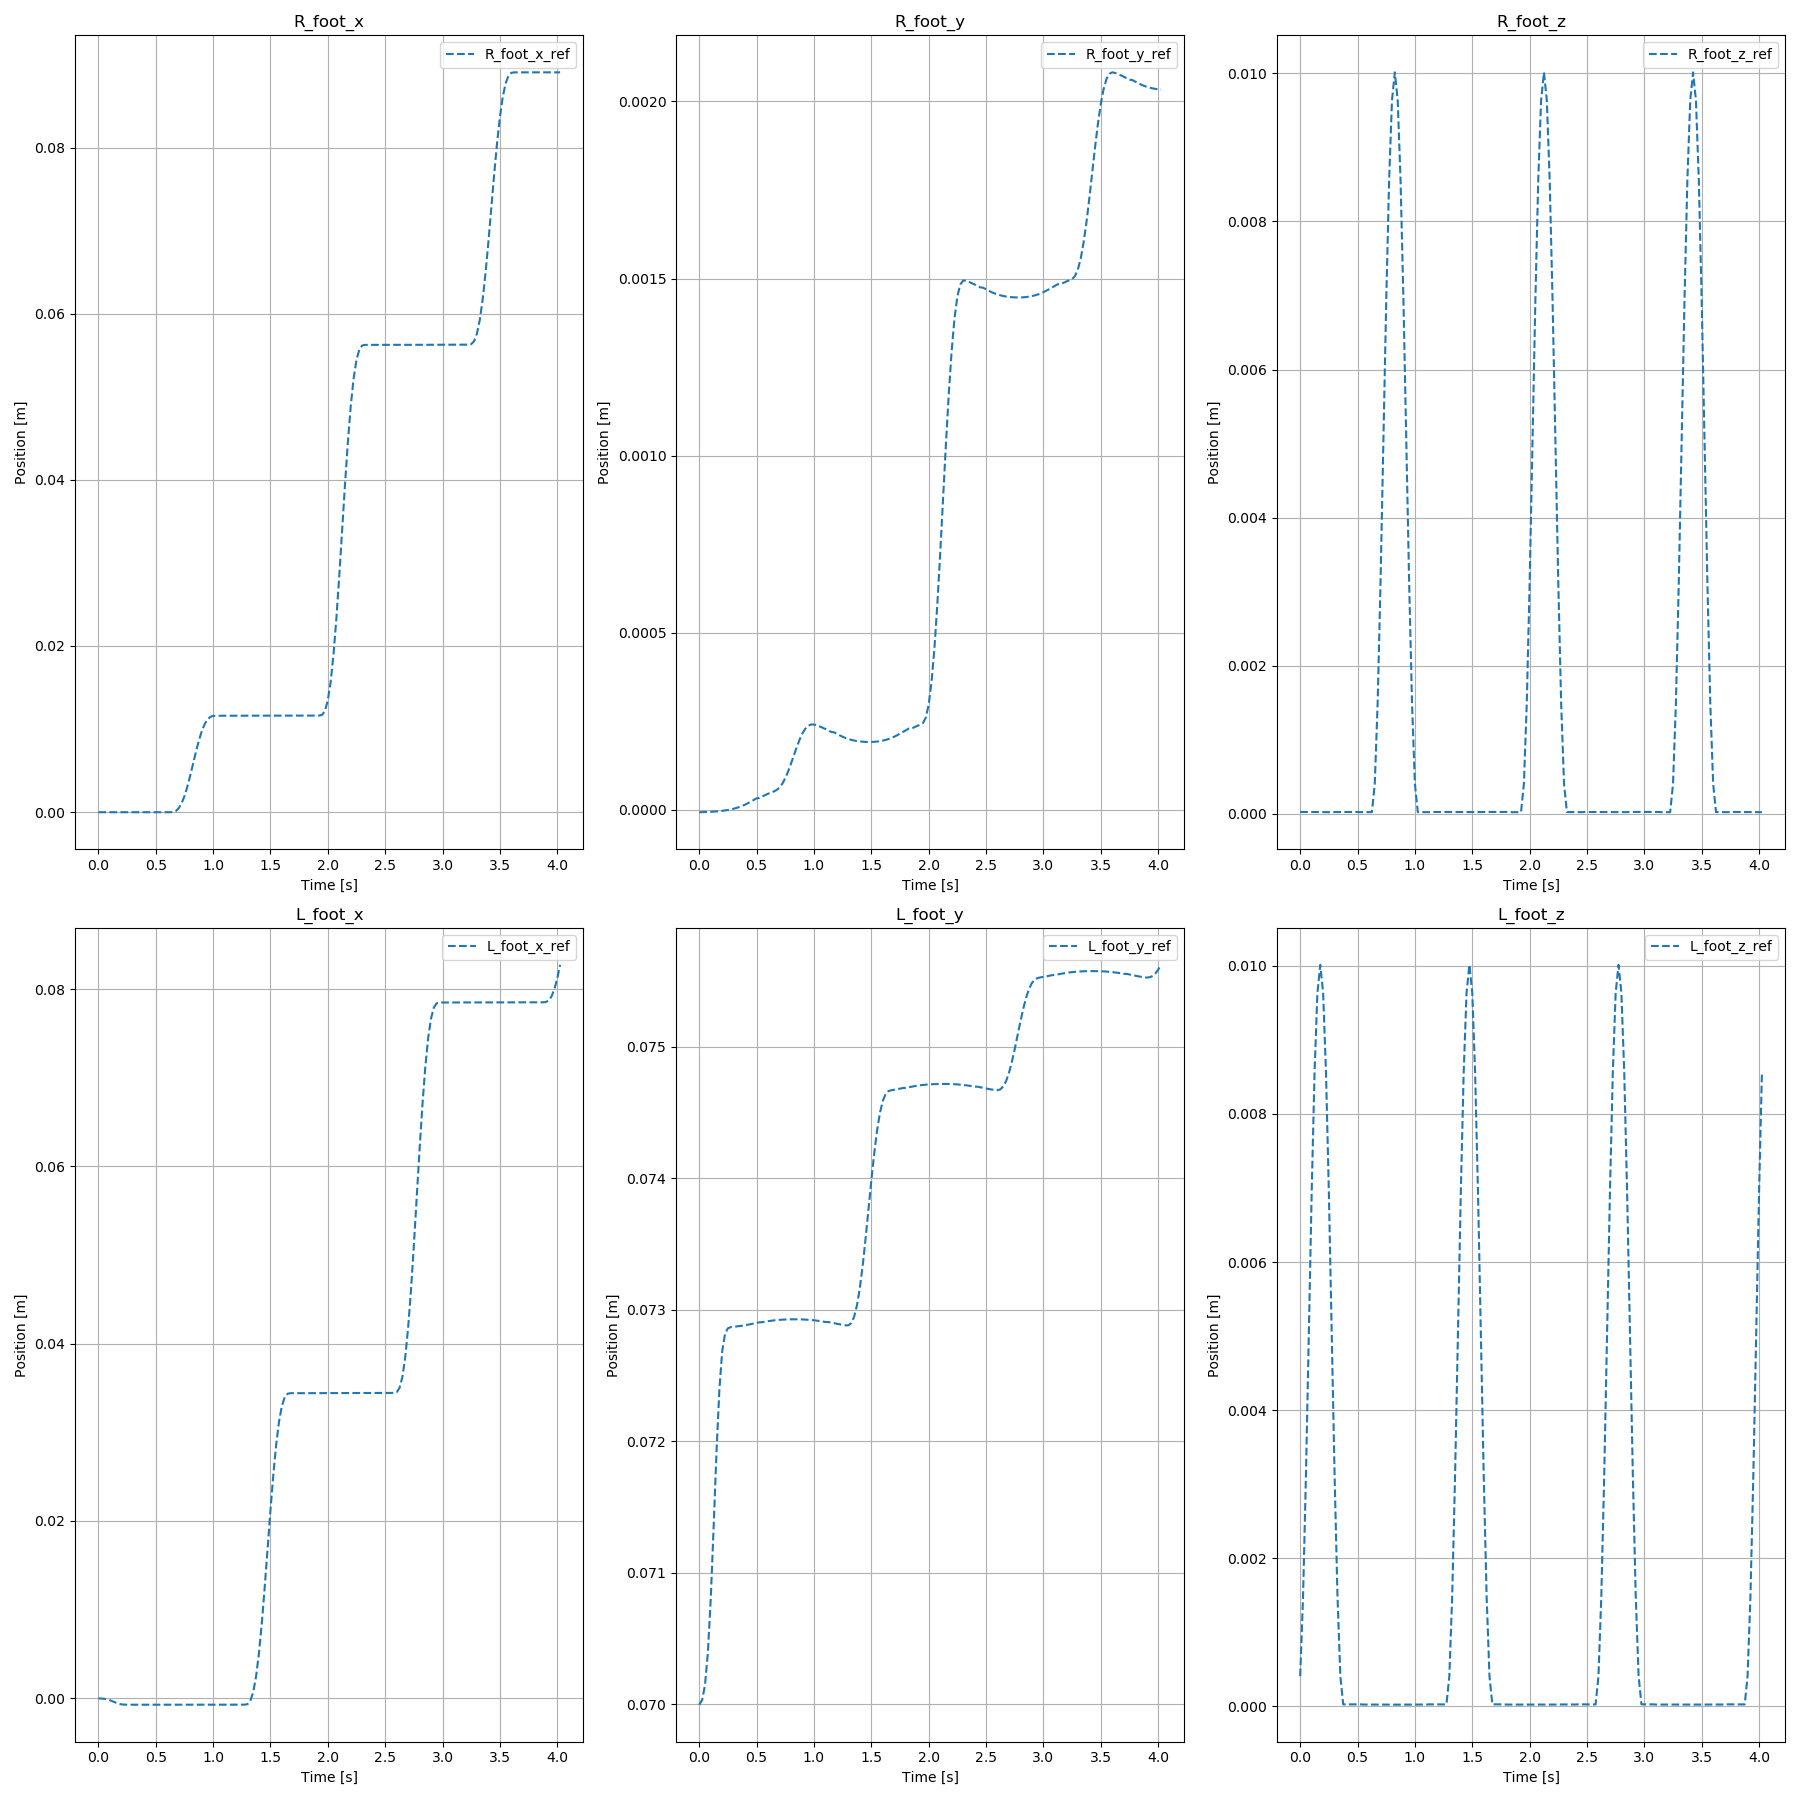 R_foot_x
R_foot_x_ref
0.08
0.06
0.04
0.02
0.00
Position [m]
0.0 0.5 1.0 1.5 2.0 2.5 3.0 3.5 4.0
Time [s]
R_foot_y
R_foot_y_ref
0.0020
0.0015
0.0010
0.0005
0.0000
Position [m]
0.0 0.5 1.0 1.5 2.0 2.5 3.0 3.5 4.0
Time [s]
R_foot_z
R_foot_z_ref
0.010
0.008
0.006
0.004
0.002
0.000
Position [m]
0.0 0.5 1.0 1.5 2.0 2.5 3.0 3.5 4.0
Time [s]
L_foot_x
L_foot_x_ref
0.08
0.06
0.04
0.02
0.00
Position [m]
0.0 0.5 1.0 1.5 2.0 2.5 3.0 3.5 4.0
Time [s]
L_foot_y
L_foot_y_ref
0.075
0.074
0.073
0.072
0.071
0.070
Position [m]
0.0 0.5 1.0 1.5 2.0 2.5 3.0 3.5 4.0
Time [s]
L_foot_z
L_foot_z_ref
0.010
0.008
0.006
0.004
0.002
0.000
Position [m]
0.0 0.5 1.0 1.5 2.0 2.5 3.0 3.5 4.0
Time [s]